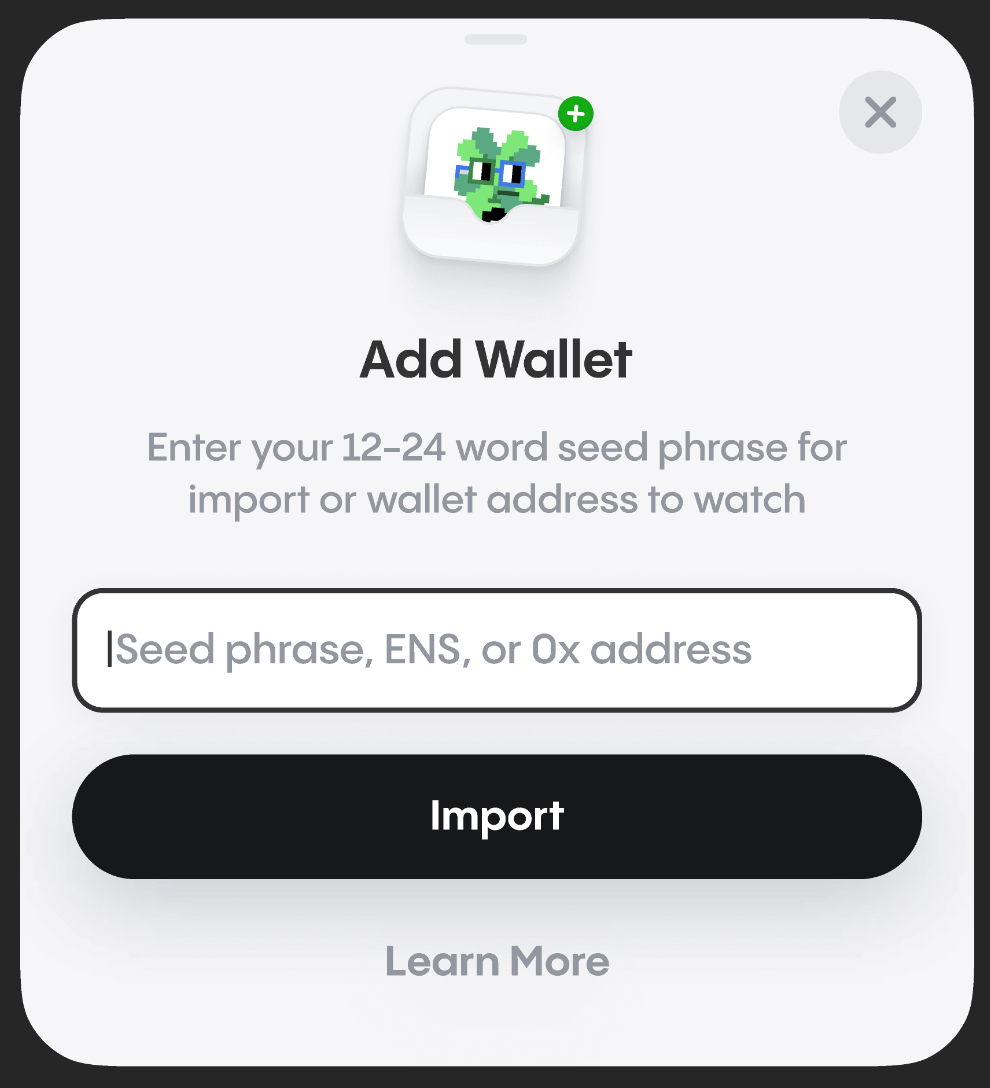 Add Wallet
Enter your 12-24 word seed phrase for
import or wallet address to watch
Seed phrase, ENS, or 0x address
Import
Learn More